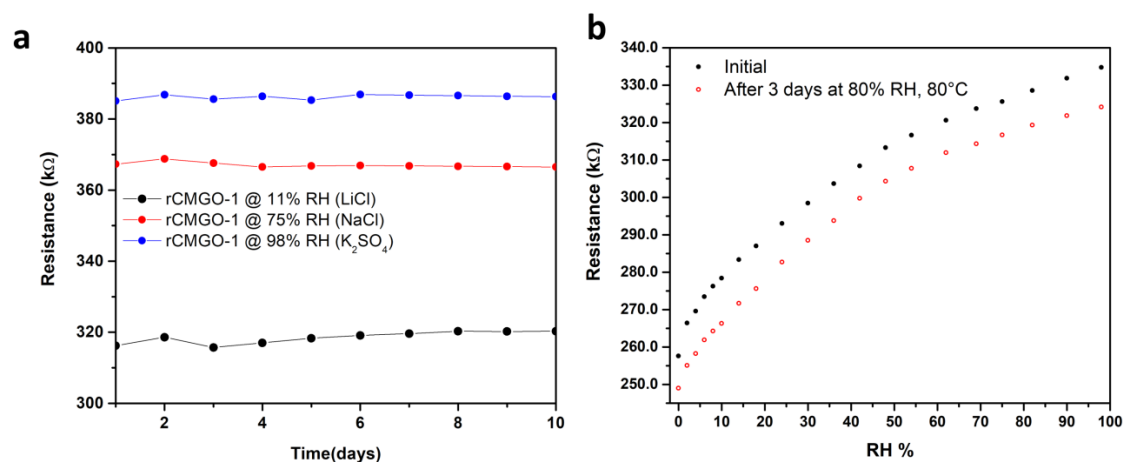 a
400
380
360
340
320
300
Resistance (kΩ)
rCMGO-1 @ 11% RH (LiCl)
rCMGO-1 @ 75% RH (NaCl)
rCMGO-1 @ 98% RH (K₂SO₄)
2 4 6 8 10
Time(days)
b
340.0
330.0
320.0
310.0
300.0
290.0
280.0
270.0
260.0
250.0
Resistance (kΩ)
Initial
After 3 days at 80% RH, 80°C
0 10 20 30 40 50 60 70 80 90 100
RH %